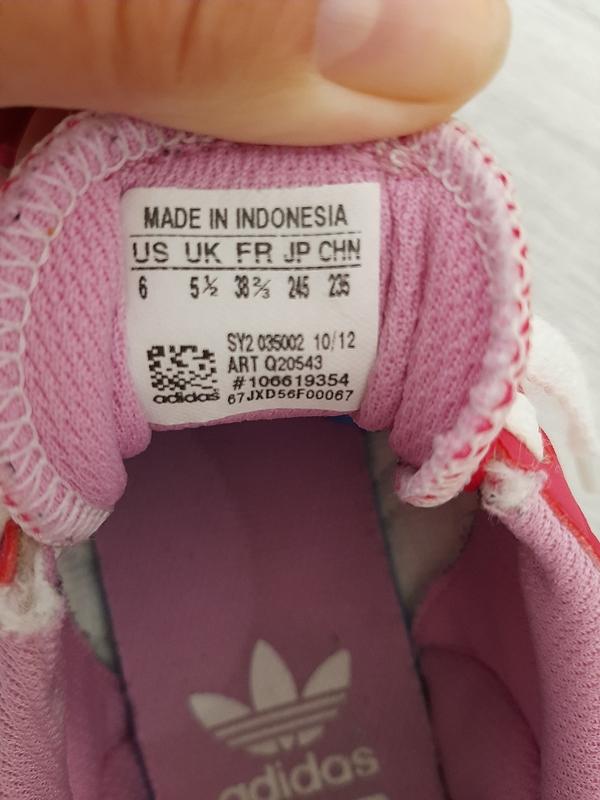 MADE IN INDONESIA
US UK FR JP CHN
6 5½ 38⅔ 245 235
SY2 035002 10/12
ART Q20543
#106619354
adidas 67JXD56F00067
adidas